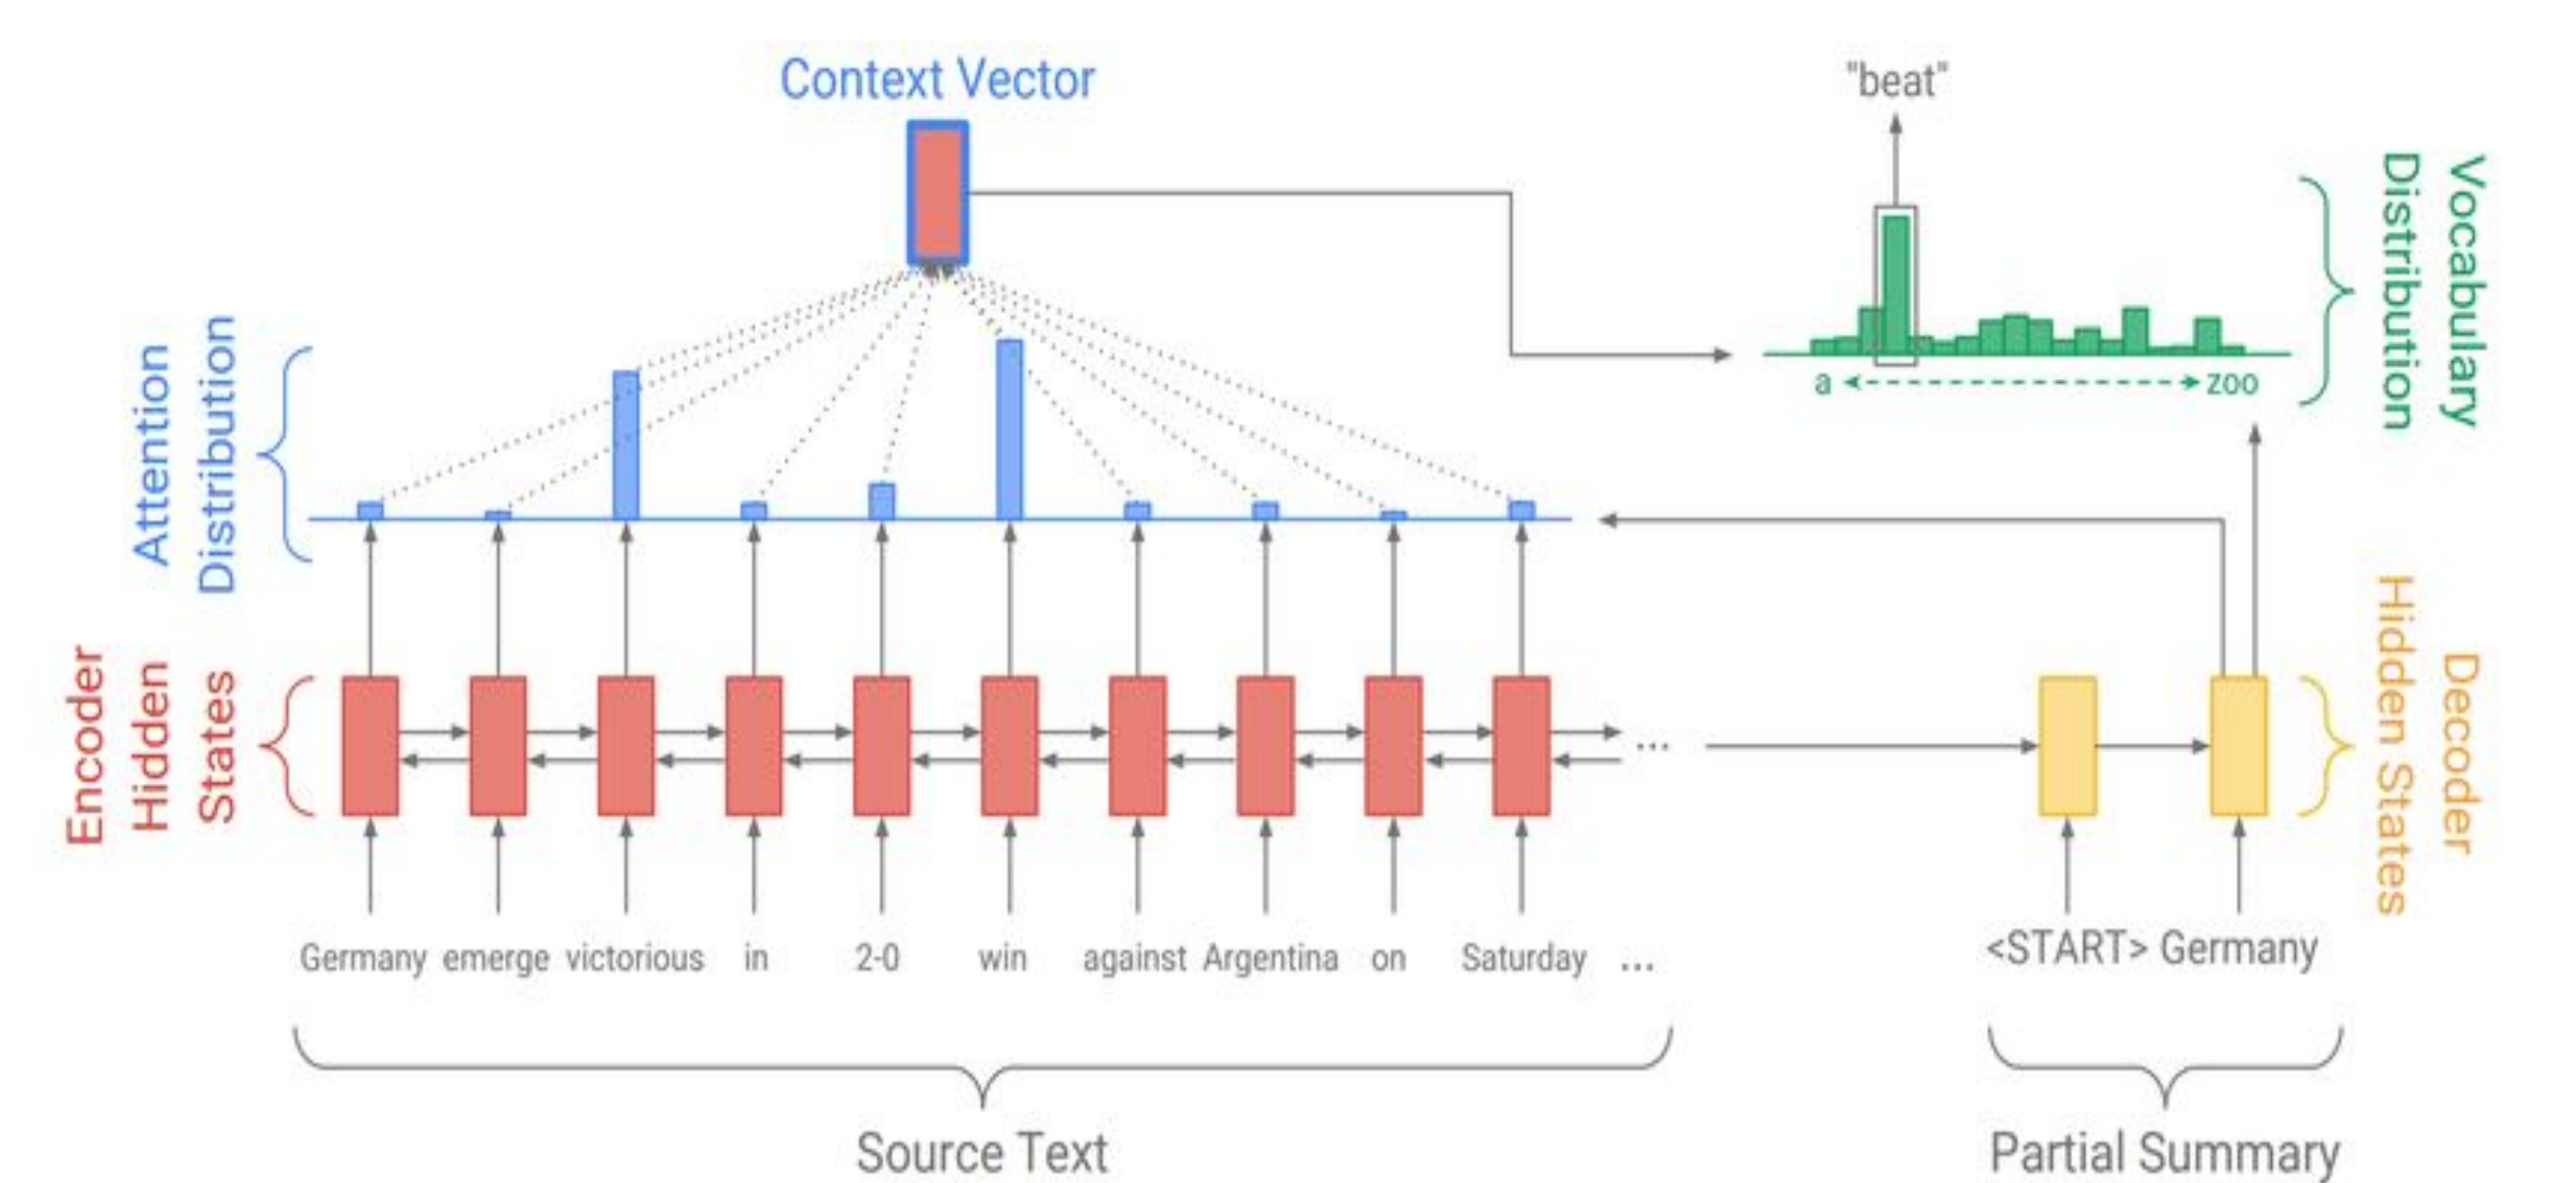 Context Vector
"beat"
Vocabulary
Distribution
a
zoo
Attention
Distribution
Encoder
Hidden
States
...
Decoder
Hidden States
Germany emerge victorious in 2-0 win against Argentina on Saturday ...
<START> Germany
Source Text
Partial Summary